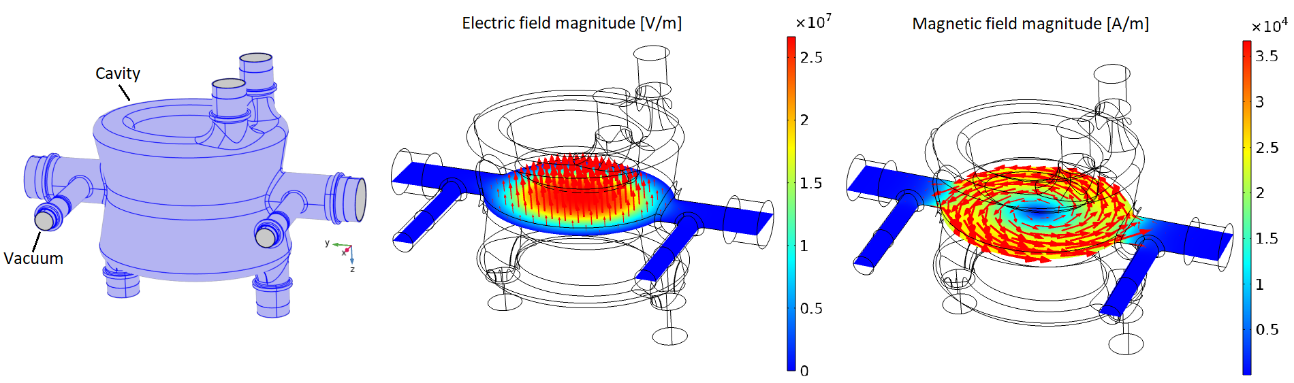 Cavity
Vacuum
y
x
z
Electric field magnitude [V/m]
×10⁷
2.5
2
1.5
1
0.5
0
Magnetic field magnitude [A/m]
×10⁴
3.5
3
2.5
2
1.5
1
0.5